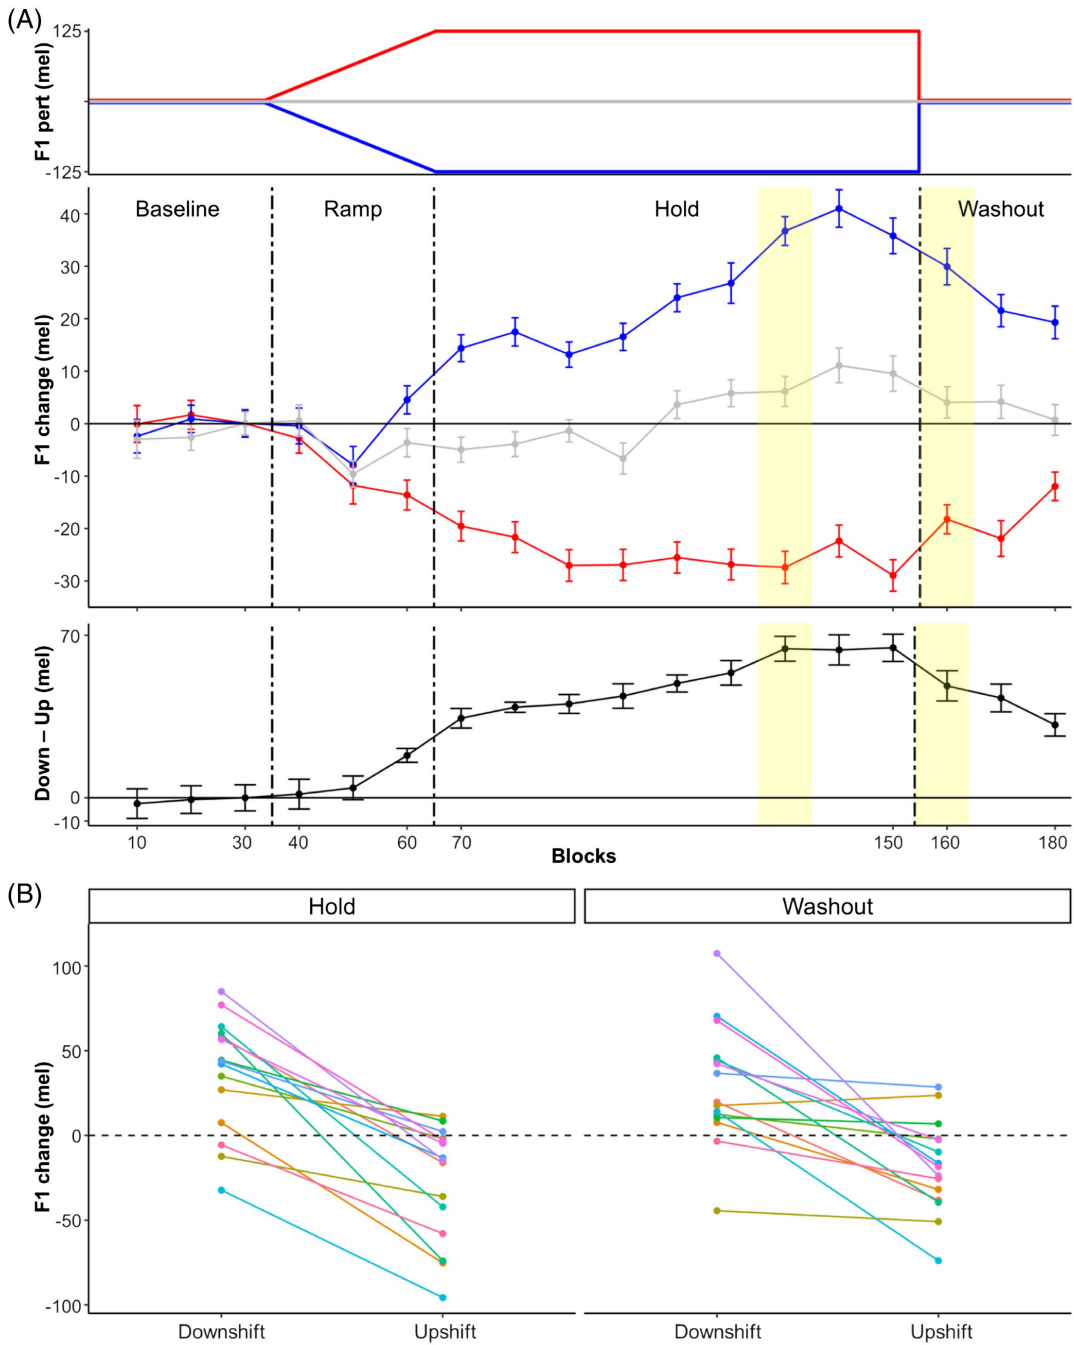 (A)
125
F1 pert (mel)
-125
Baseline Ramp Hold Washout
40
30
20
10
0
-10
-20
-30
F1 change (mel)
70
0
-10
Down – Up (mel)
10 30 40 60 70 150 160 180
Blocks
(B)
Hold Washout
100
50
0
-50
-100
F1 change (mel)
Downshift Upshift Downshift Upshift